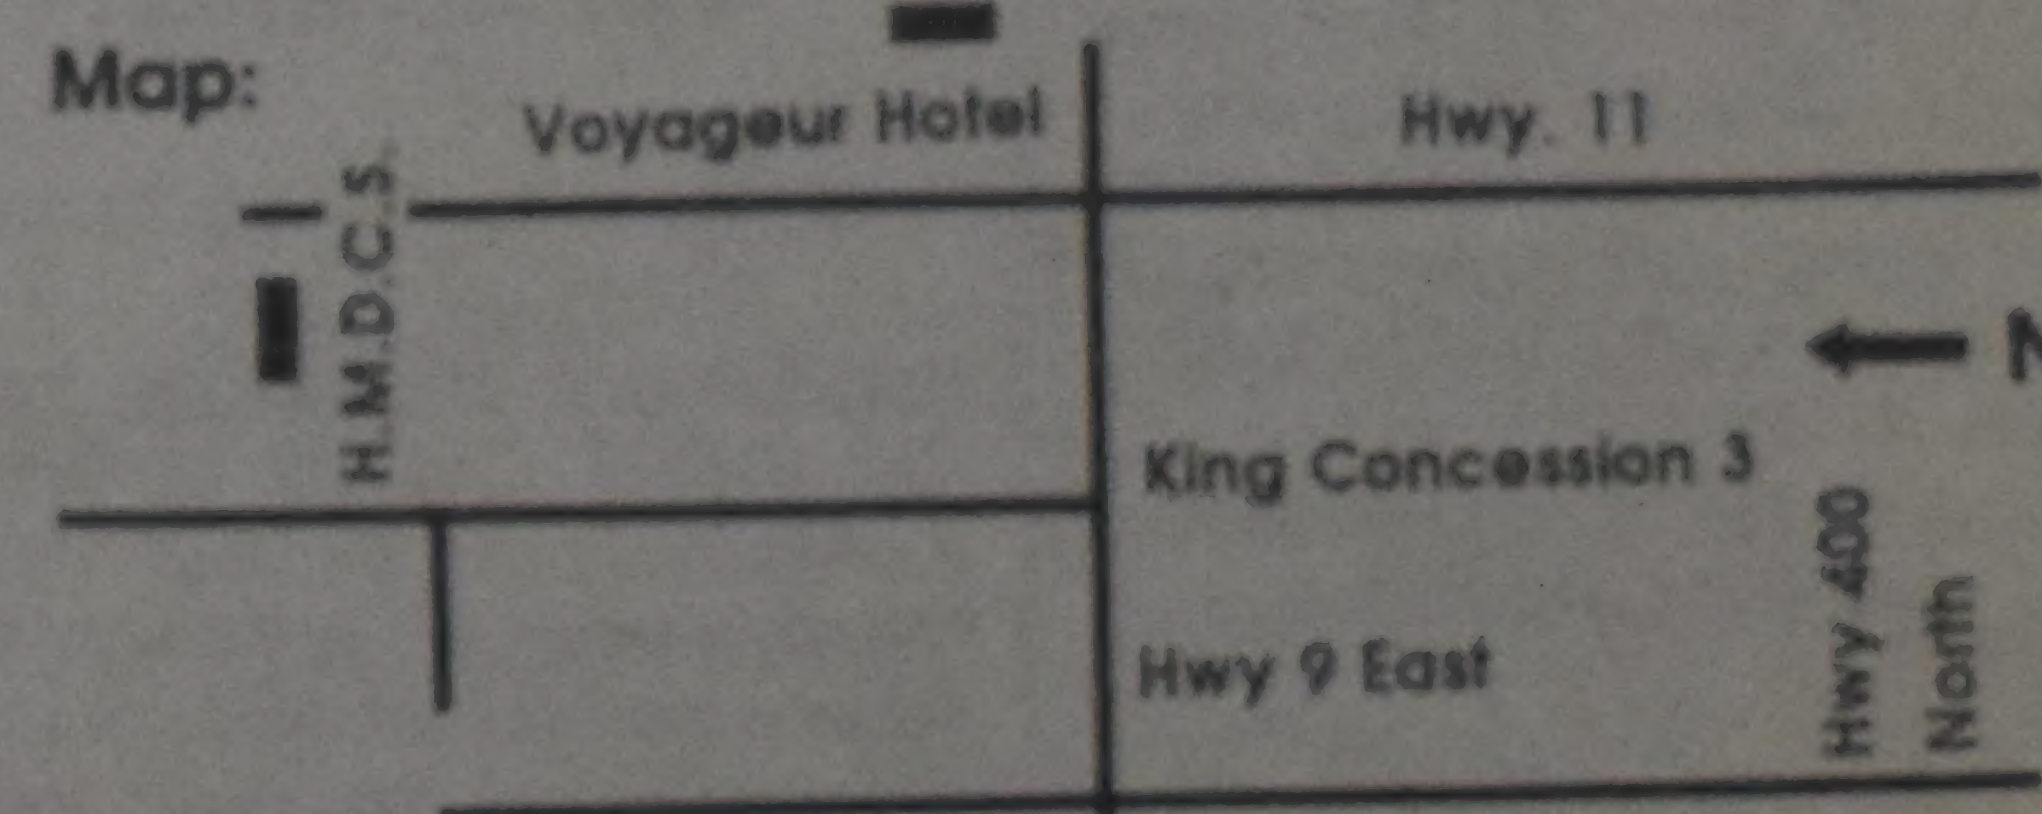 Map:
Voyageur Hotel
Hwy. 11
H.M.D.C.S.
N
King Concession 3
Hwy 400
North
Hwy 9 East